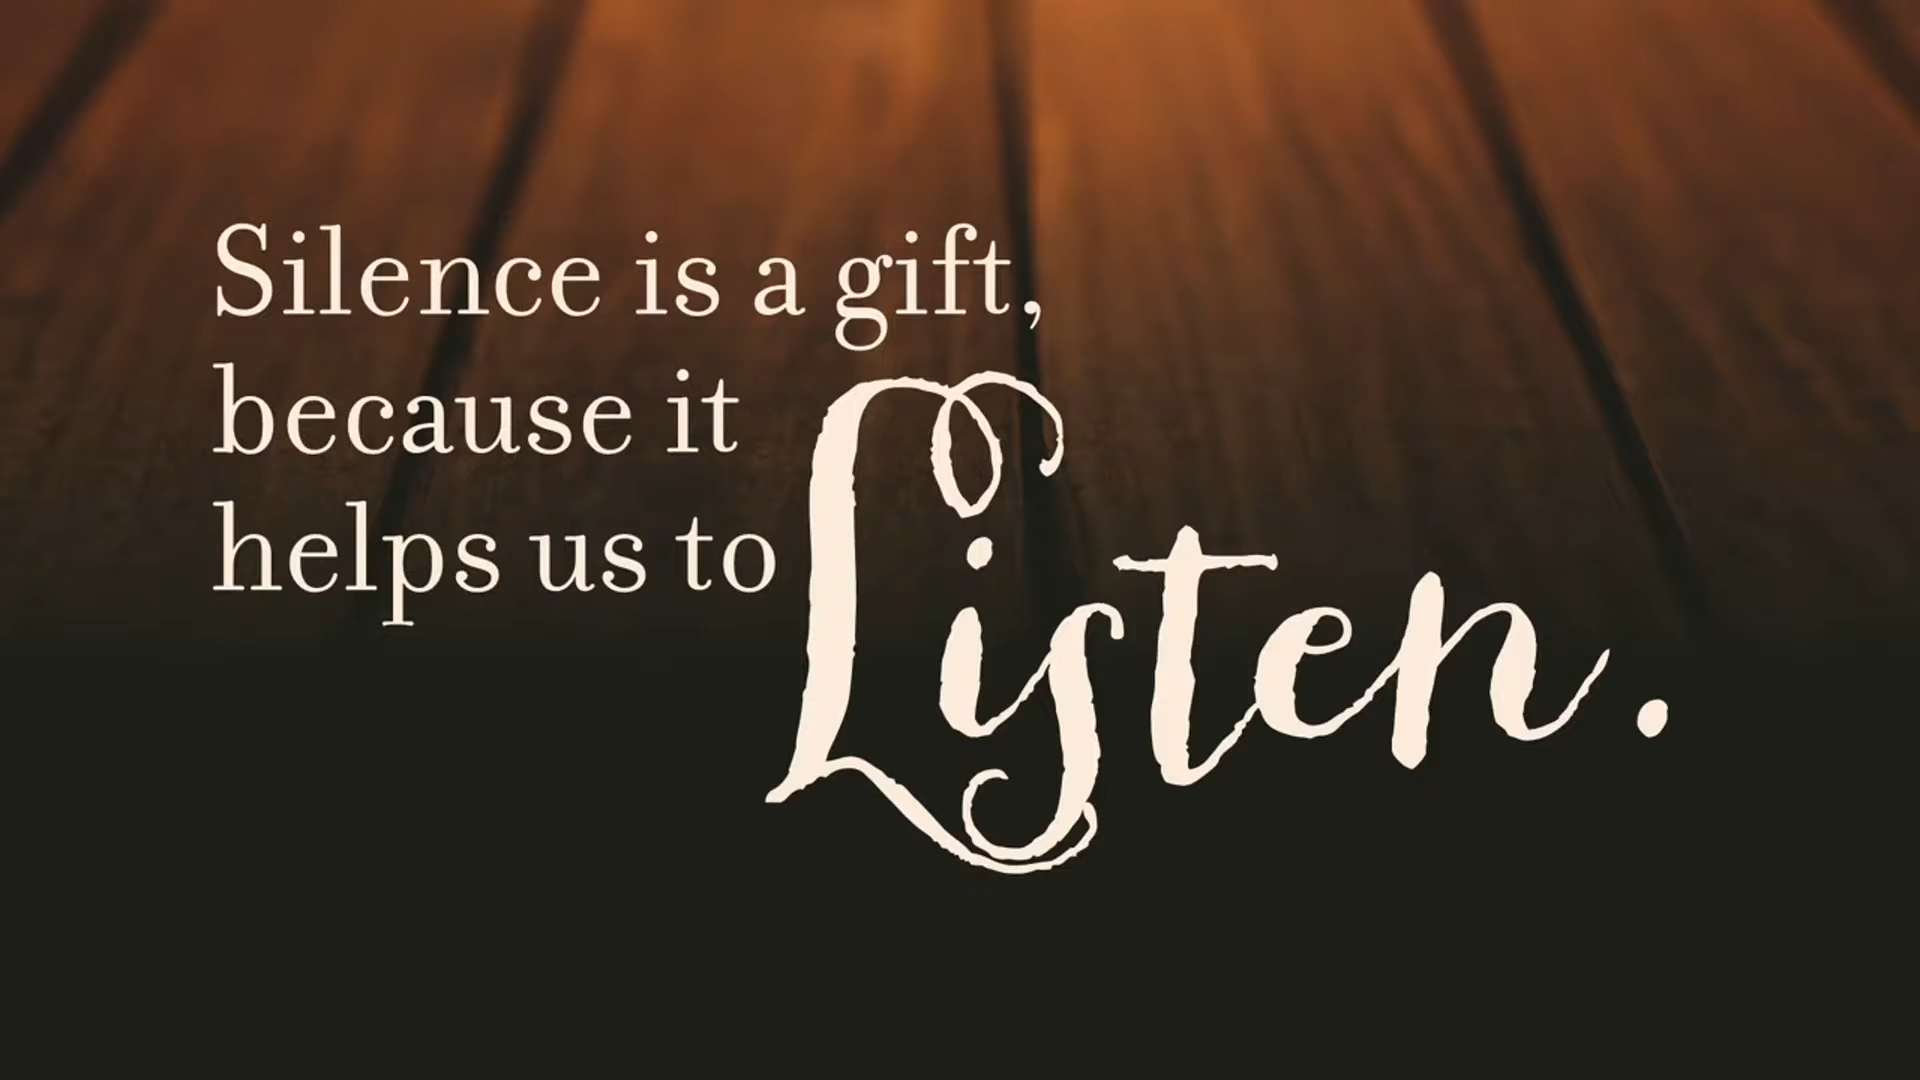 Silence is a gift,
because it
helps us to
Listen.